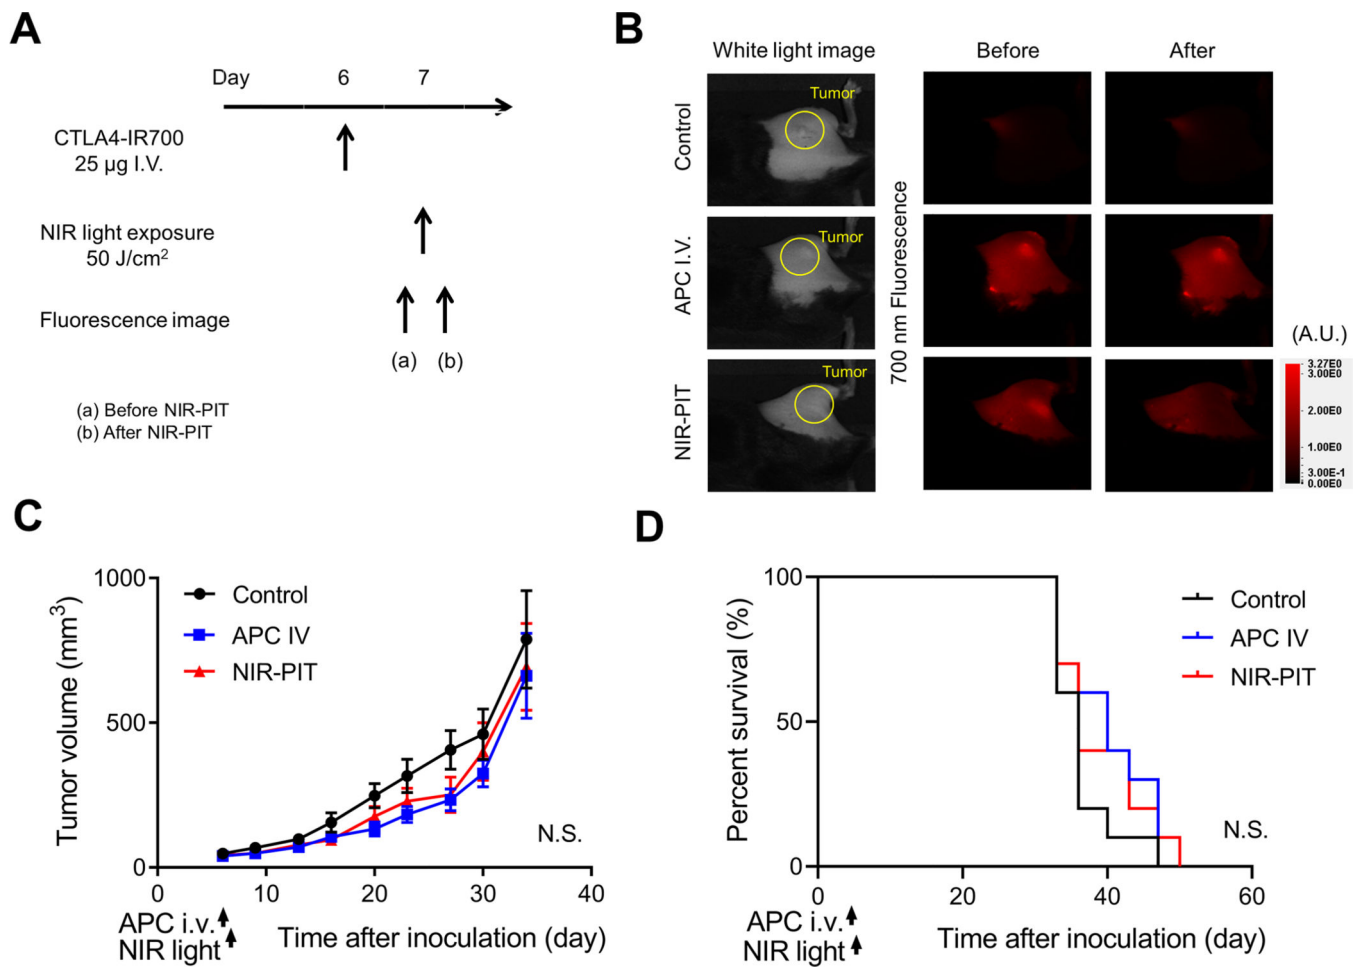 A
Day 6 7
CTLA4-IR700
25 µg I.V.
NIR light exposure
50 J/cm²
Fluorescence image
(a) (b)
(a) Before NIR-PIT
(b) After NIR-PIT
B
White light image Before After
Control
Tumor
APC I.V.
Tumor
NIR-PIT
Tumor
700 nm Fluorescence
(A.U.)
3.27E0
3.00E0
2.00E0
1.00E0
3.00E-1
0.00E0
C
Tumor volume (mm³)
1000
500
0
Control
APC IV
NIR-PIT
N.S.
0 10 20 30 40
APC i.v.
NIR light
Time after inoculation (day)
D
Percent survival (%)
100
50
0
Control
APC IV
NIR-PIT
N.S.
0 20 40 60
APC i.v.
NIR light
Time after inoculation (day)